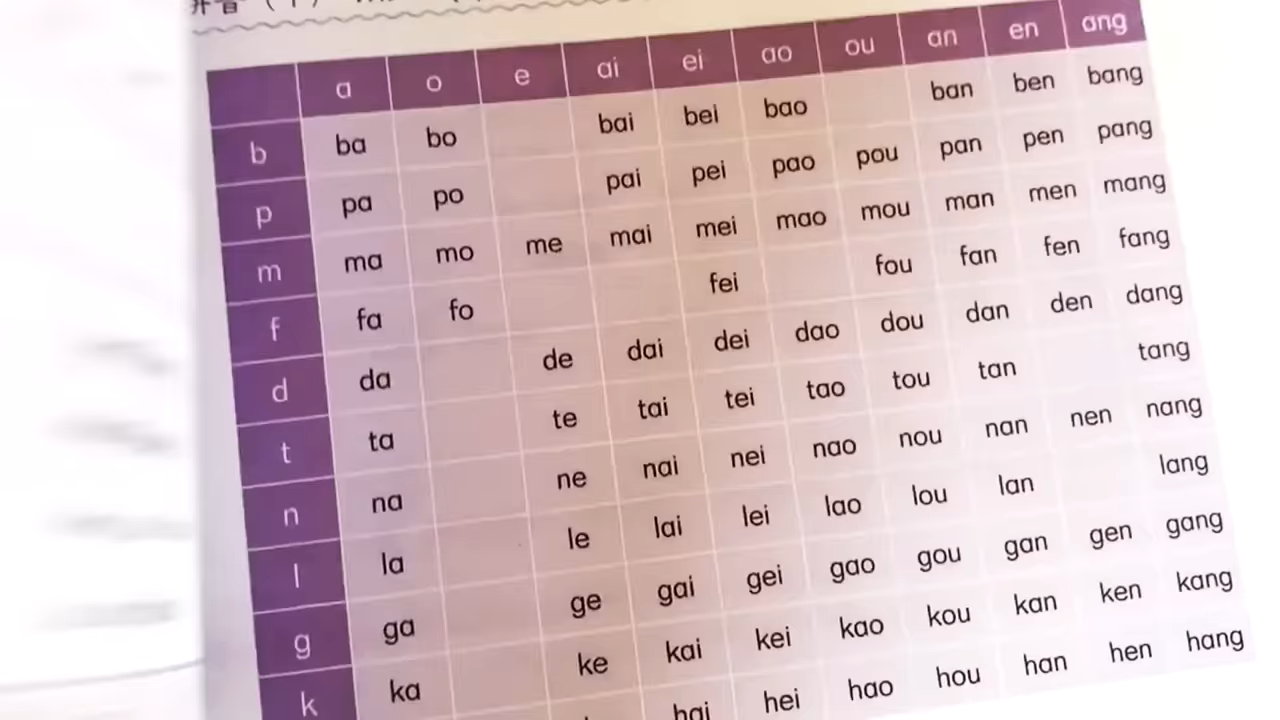 a o e ai ei ao ou an en ang
b ba bo bai bei bao ban ben bang
p pa po pai pei pao pou pan pen pang
m ma mo me mai mei mao mou man men mang
f fa fo fei fou fan fen fang
d da de dai dei dao dou dan den dang
t ta te tai tei tao tou tan tang
n na ne nai nei nao nou nan nen nang
l la le lai lei lao lou lan lang
g ga ge gai gei gao gou gan gen gang
k ka ke kai kei kao kou kan ken kang
hai hei hao hou han hen hang